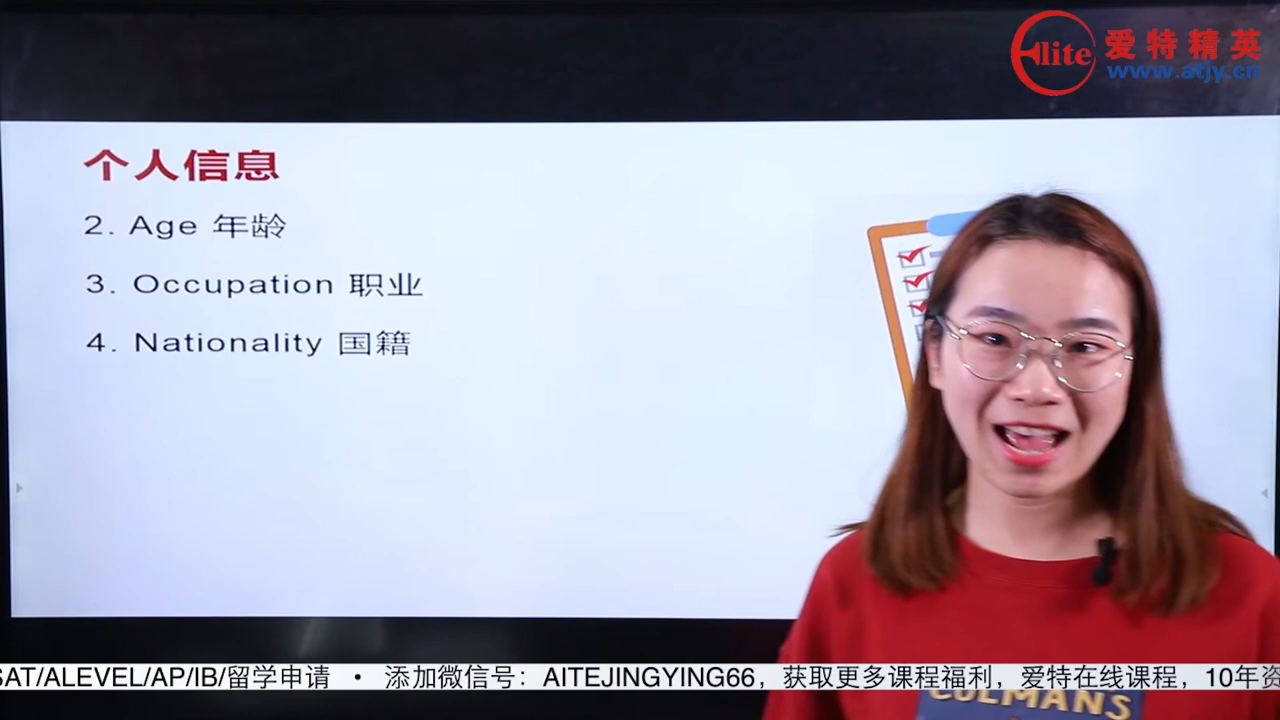 Elite 爱特精英
www.atjy.cn
个人信息
2. Age 年龄
3. Occupation 职业
4. Nationality 国籍
SAT/ALEVEL/AP/IB/留学申请 • 添加微信号：AITEJINGYING66，获取更多课程福利，爱特在线课程，10年资
COLMANS